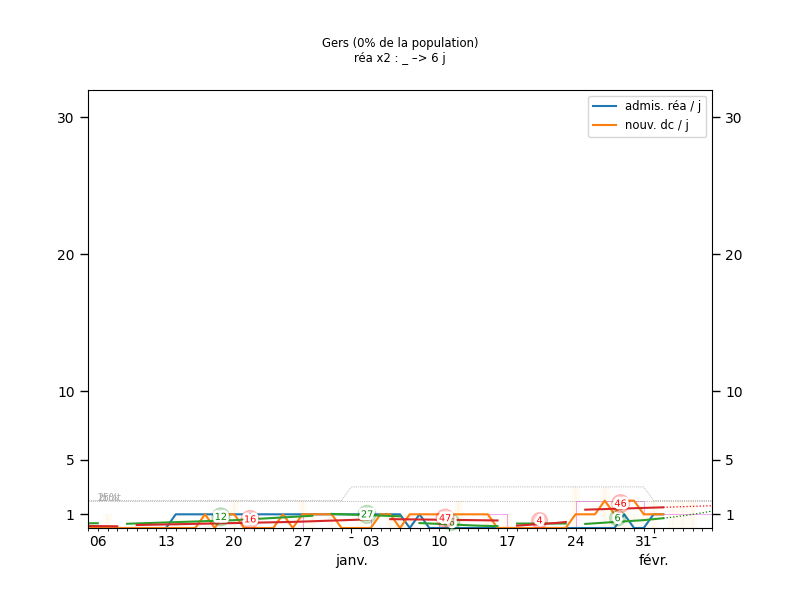 Gers (0% de la population)
réa x2 : _ –> 6 j
admis. réa / j
nouv. dc / j
30 30
20 20
10 10
5 5
1 1
12 16 27 47 4 46 6
06 13 20 27 - 03 10 17 24 31
janv. févr.